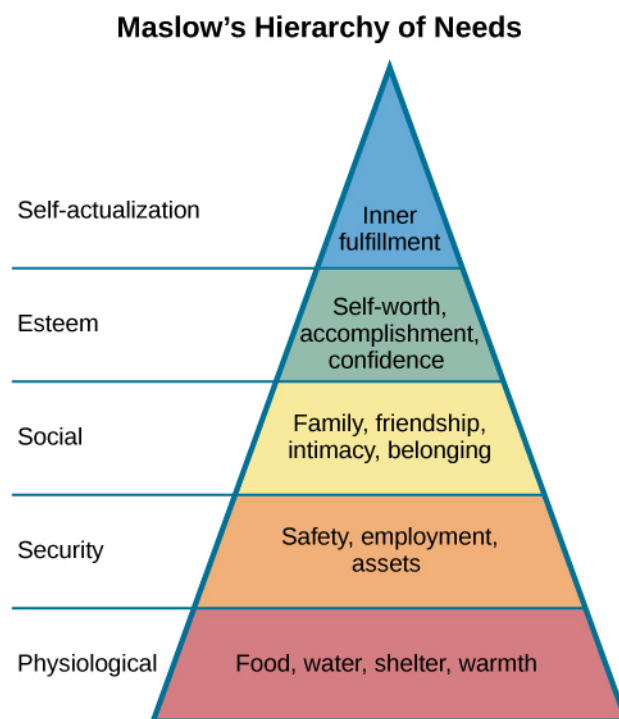 Maslow’s Hierarchy of Needs
Self-actualization
Inner
fulfillment
Esteem
Self-worth,
accomplishment,
confidence
Social
Family, friendship,
intimacy, belonging
Security
Safety, employment,
assets
Physiological
Food, water, shelter, warmth